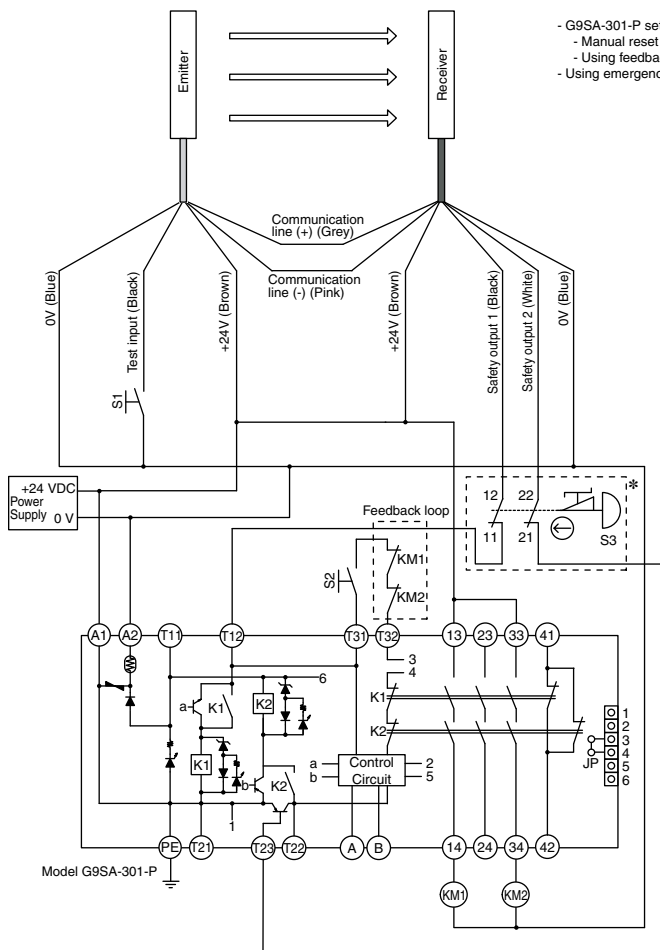 - G9SA-301-P
- Manual reset
- Using
- Using
Emitter
Receiver
Communication
line (+) (Grey)
Communication
line (-) (Pink)
0V (Blue)
Test input (Black)
+24V (Brown)
+24V (Brown)
Safety output 1 (Black)
Safety output 2 (White)
0V (Blue)
S1
+24 VDC
Power
Supply 0 V
Feedback loop
S2
KM1
KM2
12 22
11 21
S3
*
A1 A2 T11 T12 T31 T32 13 23 33 41
3
4
6
a K1 K2
K1
K2
K1
b K2
1
a Control 2
b Circuit 5
1
2
3
4
5
6
JP
PE T21 T23 T22 A B 14 24 34 42
Model G9SA-301-P
KM1 KM2